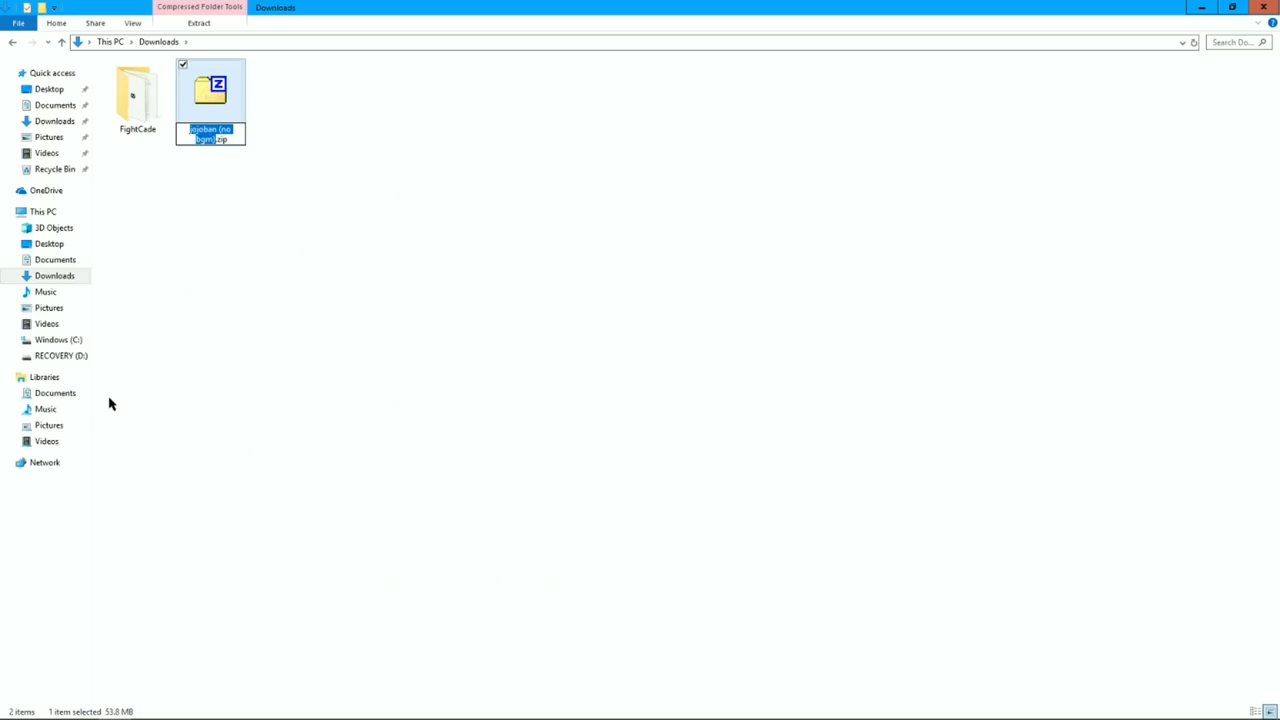 Compressed Folder Tools
Downloads
File
Home
Share
View
Extract
This PC
Downloads
Search Do...
Quick access
Desktop
Documents
Downloads
Pictures
Videos
Recycle Bin
OneDrive
This PC
3D Objects
Desktop
Documents
Downloads
Music
Pictures
Videos
Windows (C:)
RECOVERY (D:)
Libraries
Documents
Music
Pictures
Videos
Network
FightCade
jojoban (no
bgm).zip
2 items
1 item selected 53.8 MB